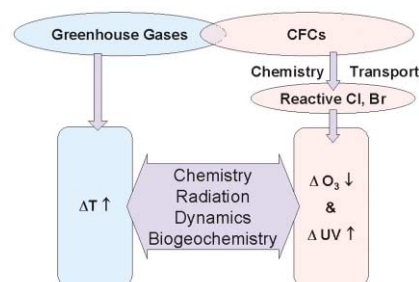 Greenhouse Gases
CFCs
Chemistry Transport
Reactive Cl, Br
ΔT ↑
Chemistry
Radiation
Dynamics
Biogeochemistry
Δ O₃ ↓
&
Δ UV ↑